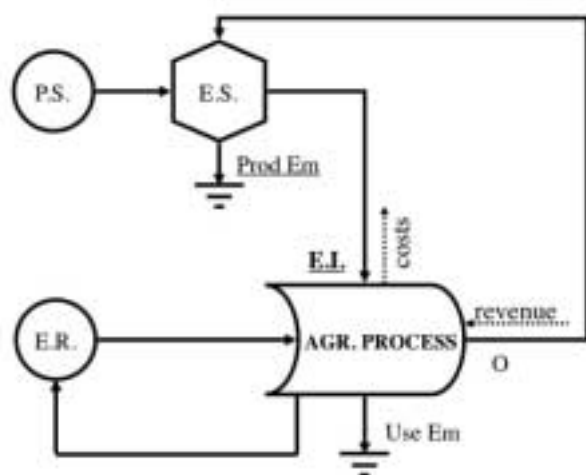 P.S.
E.S.
Prod Em
costs
E.I.
revenue
E.R.
AGR. PROCESS
O
Use Em